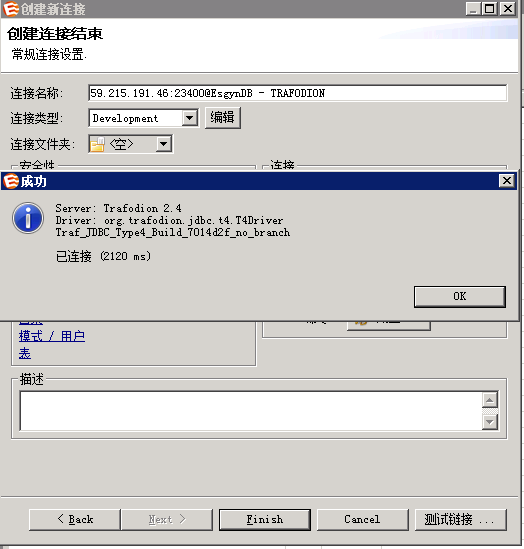 创建新连接
创建连接结束
常规连接设置.
连接名称: 59.215.191.46:23400@EsgynDB - TRAFODION
连接类型: Development 编辑
连接文件夹: <空>
安全性 连接
成功
Server: Trafodion 2.4
Driver: org.trafodion.jdbc.t4.T4Driver
Traf_JDBC_Type4_Build_7014d2f_no_branch
已连接 (2120 ms)
OK
模式 / 用户
表
描述
< Back Next > Finish Cancel 测试链接 ...